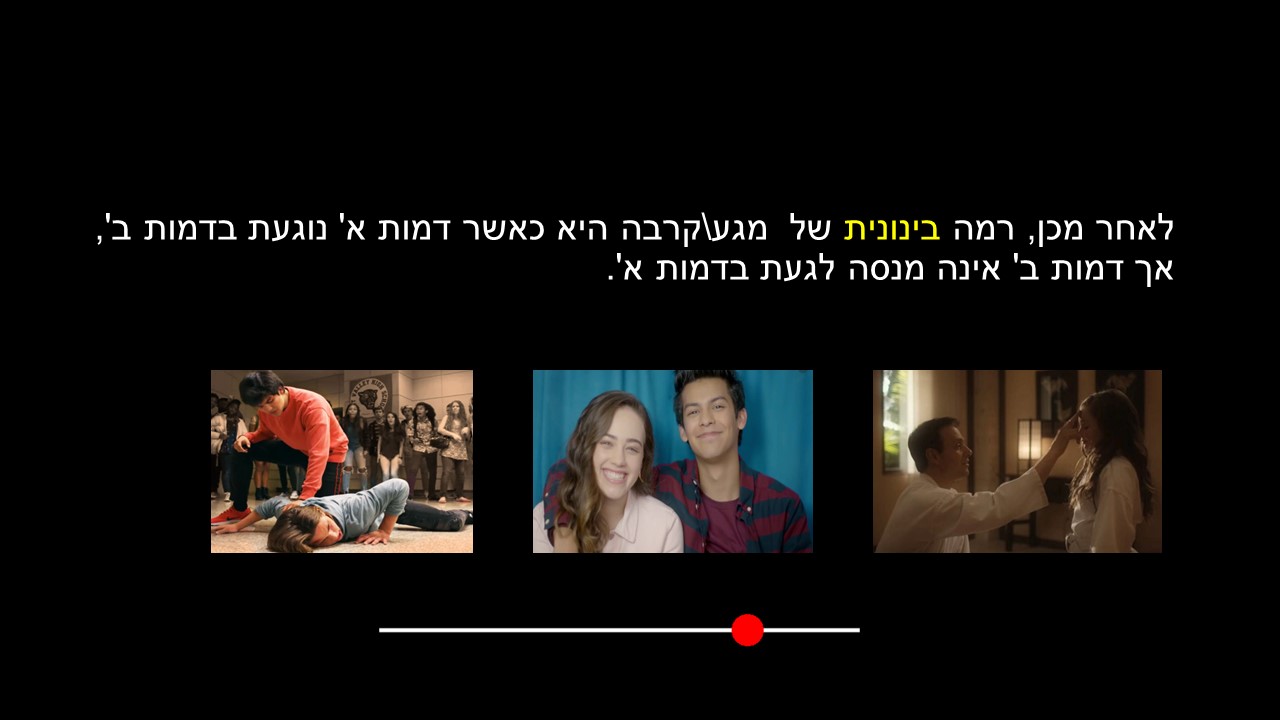 לאחר מכן, רמה בינונית של  מגע\קרבה היא כאשר דמות א' נוגעת בדמות ב',
אך דמות ב' אינה מנסה לגעת בדמות א'.